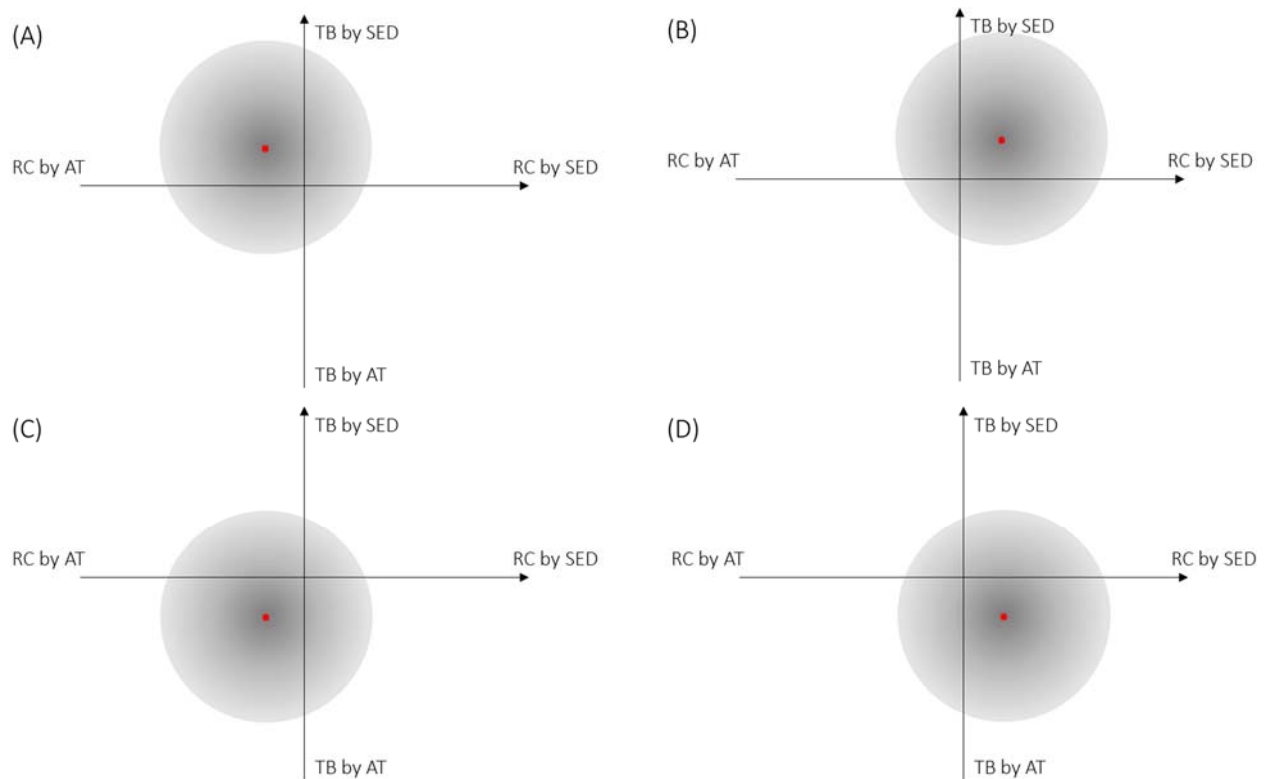 (A)
TB by SED
RC by AT
RC by SED
TB by AT
(B)
TB by SED
RC by AT
RC by SED
TB by AT
(C)
TB by SED
RC by AT
RC by SED
TB by AT
(D)
TB by SED
RC by AT
RC by SED
TB by AT